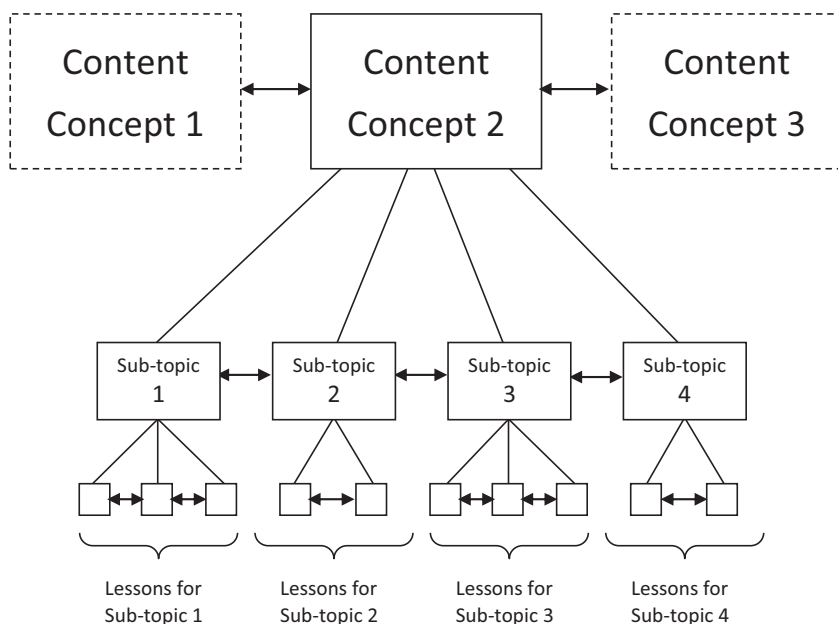 Content
Concept 1
Content
Concept 2
Content
Concept 3
Sub-topic
1
Sub-topic
2
Sub-topic
3
Sub-topic
4
Lessons for
Sub-topic 1
Lessons for
Sub-topic 2
Lessons for
Sub-topic 3
Lessons for
Sub-topic 4